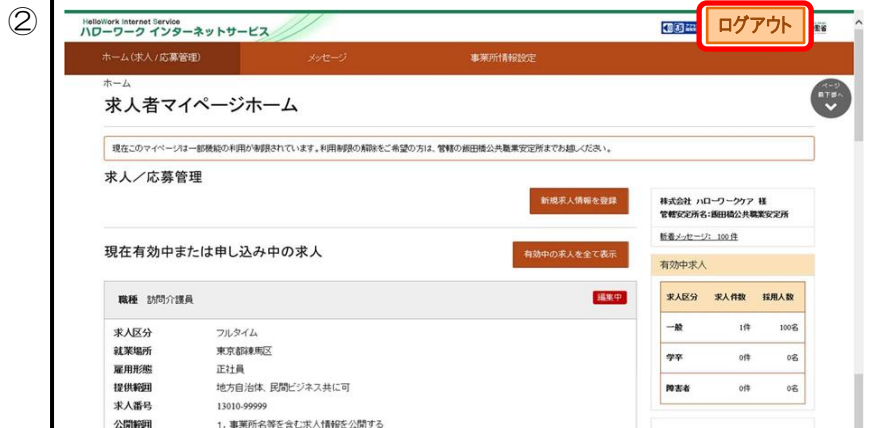 ②
HelloWork Internet Service
ハローワーク インターネットサービス
ログアウト
ホーム(求人/応募管理)
メッセージ
事業所情報設定
ホーム
求人者マイページホーム
ページ
最下部へ
現在このマイページは一部機能の利用が制限されています。利用制限の解除をご希望の方は、管轄の飯田橋公共職業安定所までお越しください。
求人/応募管理
新規求人情報を登録
株式会社 ハローワークケア 様
管轄安定所名:飯田橋公共職業安定所
新着メッセージ: 100件
現在有効中または申し込み中の求人
有効中の求人を全て表示
有効中求人
職種 訪問介護員
編集中
求人区分 求人件数 採用人数
一般 1件 100名
学卒 0件 0名
障害者 0件 0名
求人区分 フルタイム
就業場所 東京都練馬区
雇用形態 正社員
提供範囲 地方自治体、民間ビジネス共に可
求人番号 13010-99999
公開範囲 1.事業所名等を含む求人情報を公開する